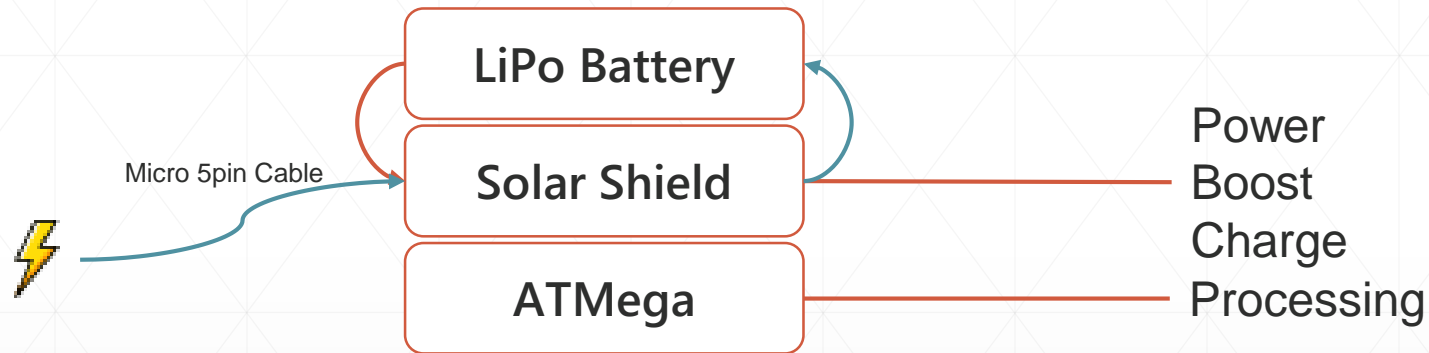 LiPo Battery
Micro 5pin Cable
Solar Shield
ATMega
Power
Boost
Charge
Processing